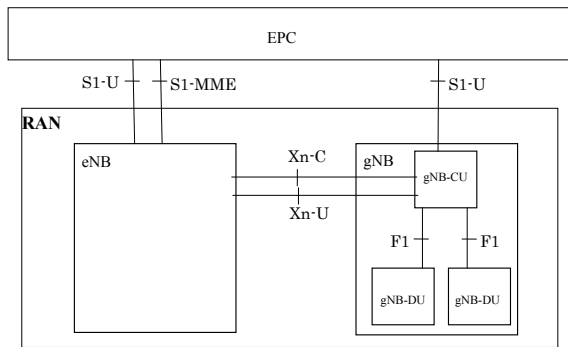 EPC
S1-U
S1-MME
S1-U
RAN
eNB
Xn-C
gNB
gNB-CU
Xn-U
F1
F1
gNB-DU
gNB-DU